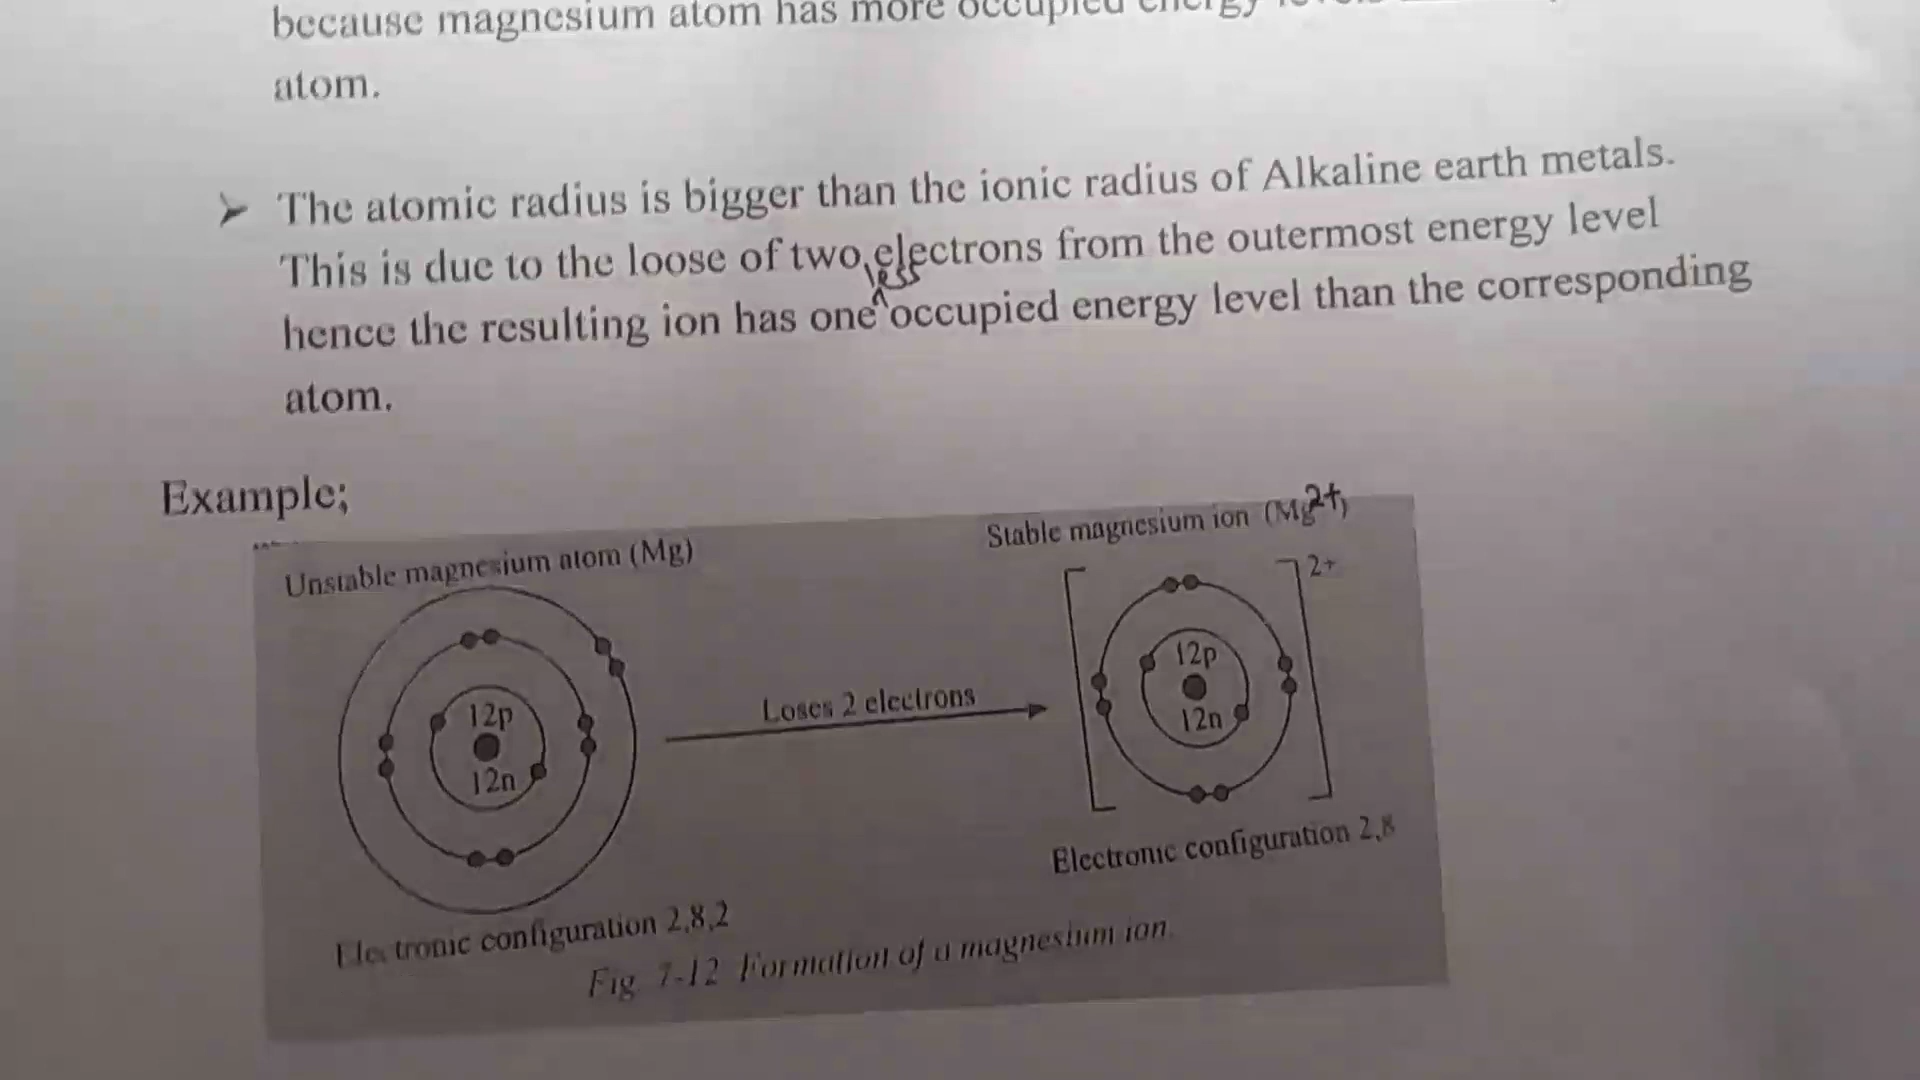 because magnesium atom has more occupied energy
atom.
➤ The atomic radius is bigger than the ionic radius of Alkaline earth metals.
This is due to the loose of two electrons from the outermost energy level
less
hence the resulting ion has one ^ occupied energy level than the corresponding
atom.
Example;
Unstable magnesium atom (Mg)
Stable magnesium ion (Mg2+)
2+
12p
12n
Loses 2 electrons
12p
12n
Electronic configuration 2,8,2
Electronic configuration 2,8
Fig 7-12 Formation of a magnesium ion.